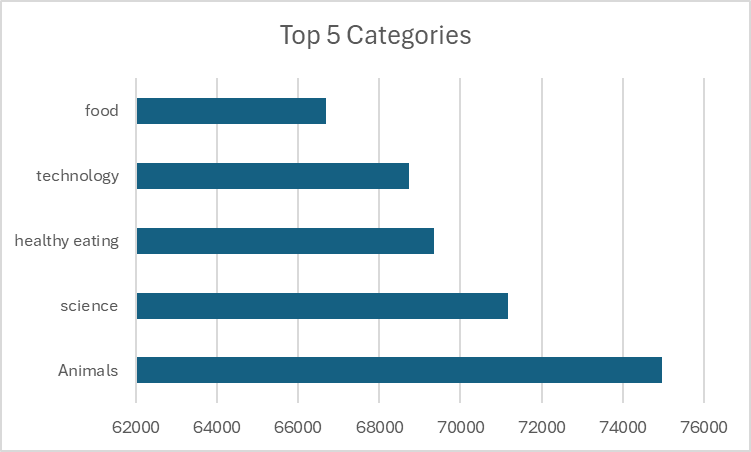 Top 5 Categories
food
technology
healthy eating
science
Animals
62000 64000 66000 68000 70000 72000 74000 76000